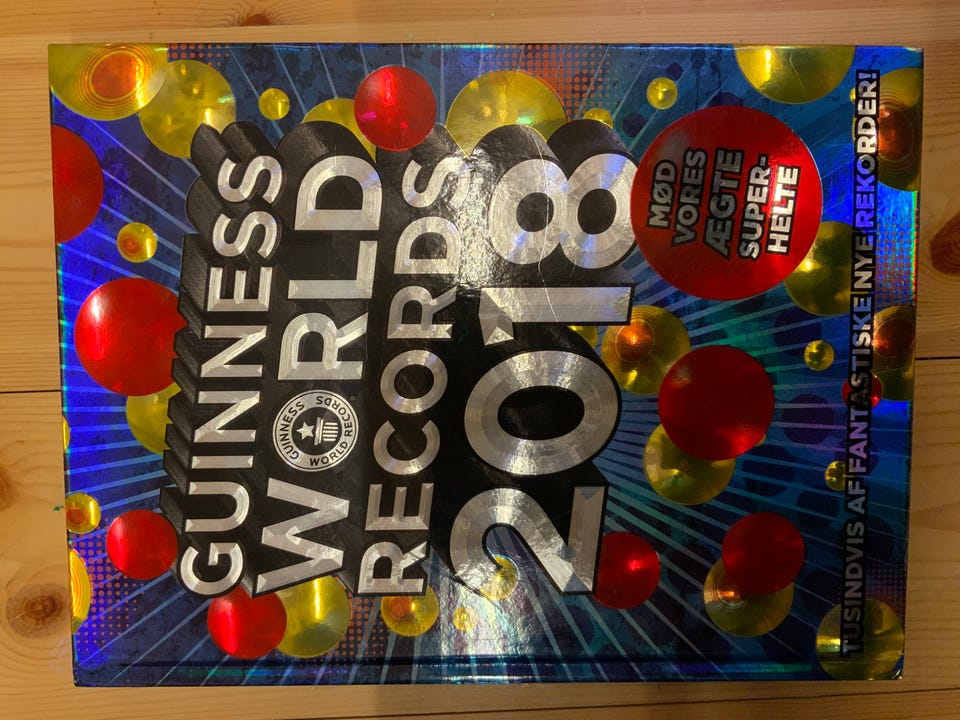 GUINNESS
WORLD
RECORDS
2018
GUINNESS
WORLD RECORDS
®
MØD
VORES
ÆGTE
SUPER-
HELTE
TUSINDVIS AF FANTASTISKE NYE REKORDER!